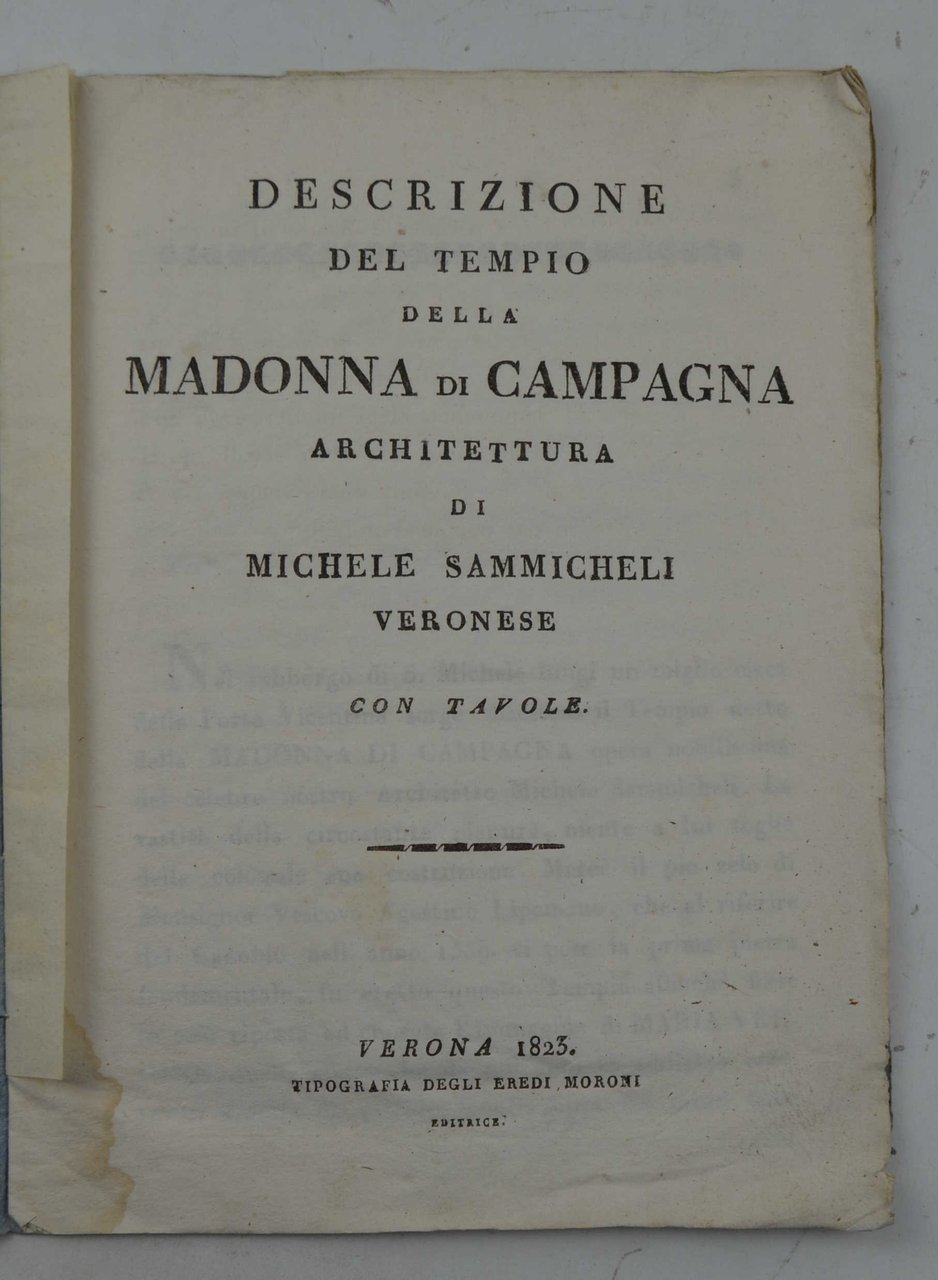 DESCRIZIONE
DEL TEMPIO
DELLA
MADONNA DI CAMPAGNA
ARCHITETTURA
DI
MICHELE SAMMICHELI
VERONESE
CON TAVOLE.
VERONA 1823.
TIPOGRAFIA DEGLI EREDI MORONI
EDITRICE.